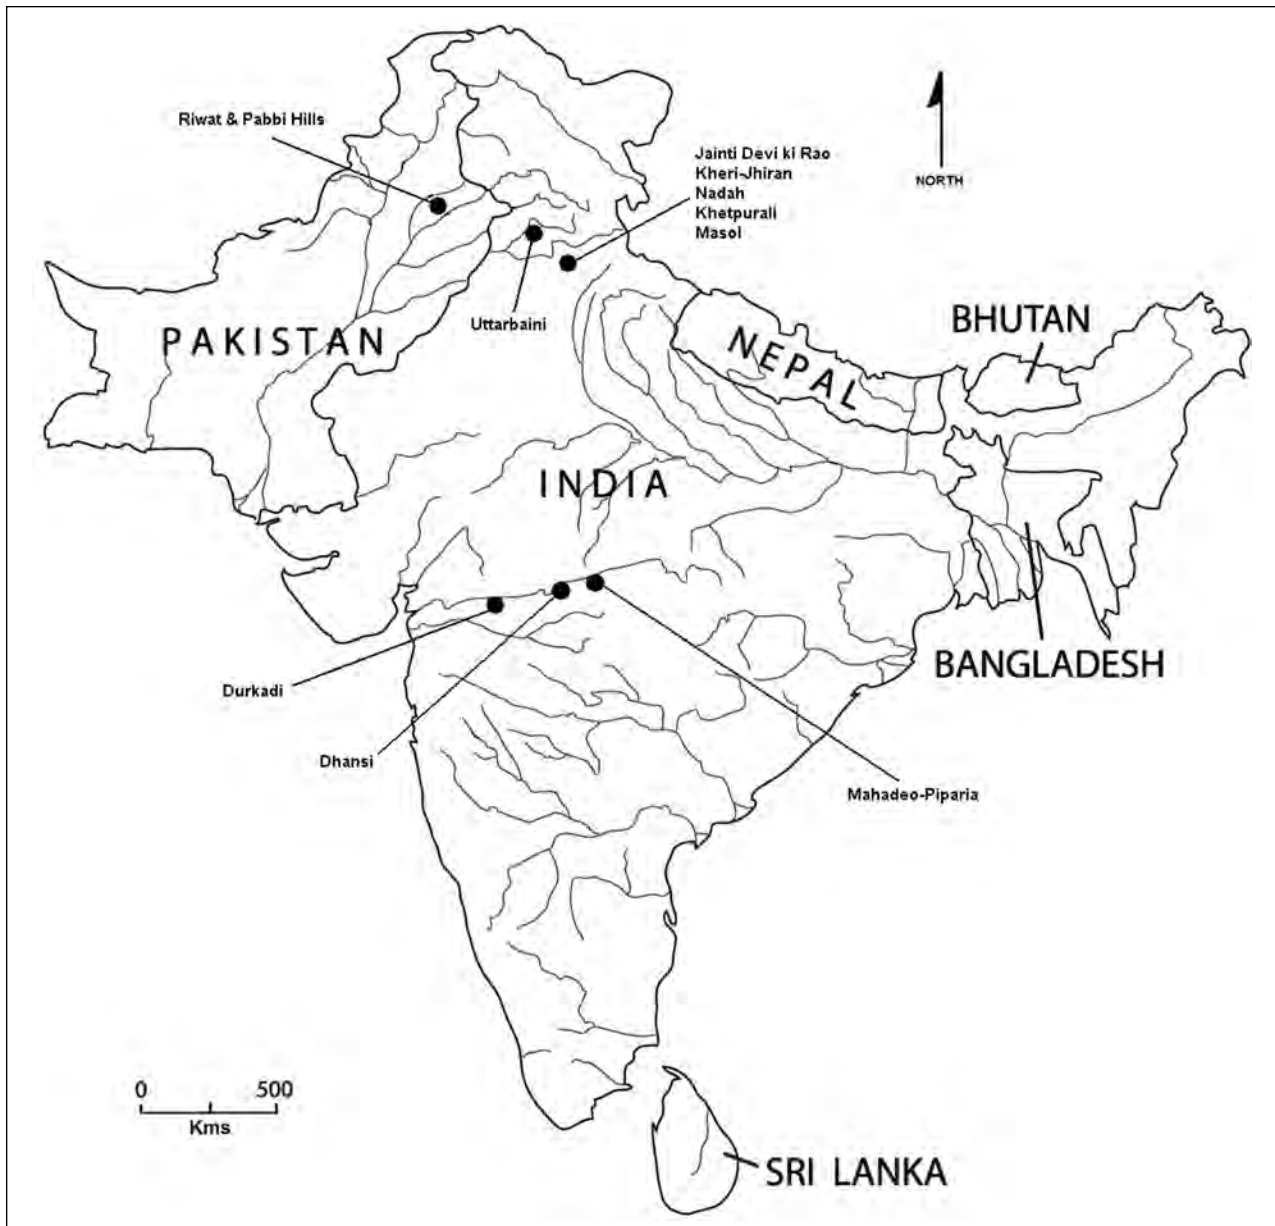 Riwat & Pabbi Hills
Jainti Devi ki Rao
Kheri-Jhiran
Nadah
Khetpurali
Masol
NORTH
Uttarbaini
PAKISTAN
NEPAL
BHUTAN
INDIA
BANGLADESH
Durkadi
Dhansi
Mahadeo-Piparia
0 500
Kms
SRI LANKA